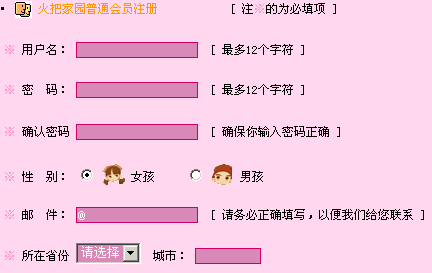 火把家园普通会员注册 [ 注※的为必填项 ]
※ 用户名： [ 最多12个字符 ]
※ 密 码： [ 最多12个字符 ]
※ 确认密码 [ 确保你输入密码正确 ]
※ 性 别： 女孩 男孩
※ 邮 件： @ [ 请务必正确填写，以便我们给您联系 ]
※ 所在省份 请选择 城市：